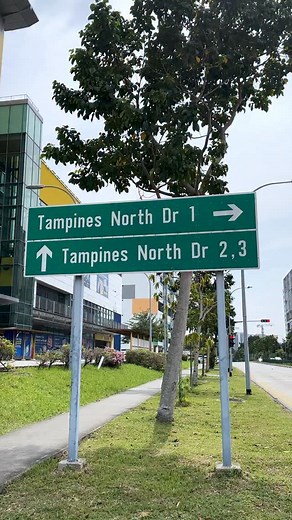 Tampines North Dr 1 →
↑ Tampines North Dr 2,3